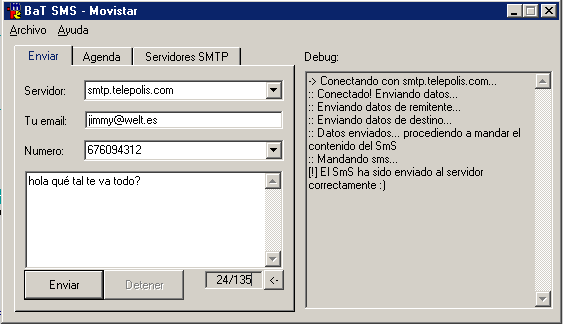 BaT SMS - Movistar
Archivo Ayuda
Enviar Agenda Servidores SMTP
Servidor: smtp.telepolis.com
Tu email: jimmy@welt.es
Numero: 676094312
hola qué tal te va todo?
Enviar Detener 24/135 <-
Debug:
-> Conectando con smtp.telepolis.com...
:: Conectado! Enviando datos...
:: Enviando datos de remitente...
:: Enviando datos de destino...
:: Datos enviados... procediendo a mandar el
contenido del SmS
:: Mandando sms...
[!] El SmS ha sido enviado al servidor
correctamente :)